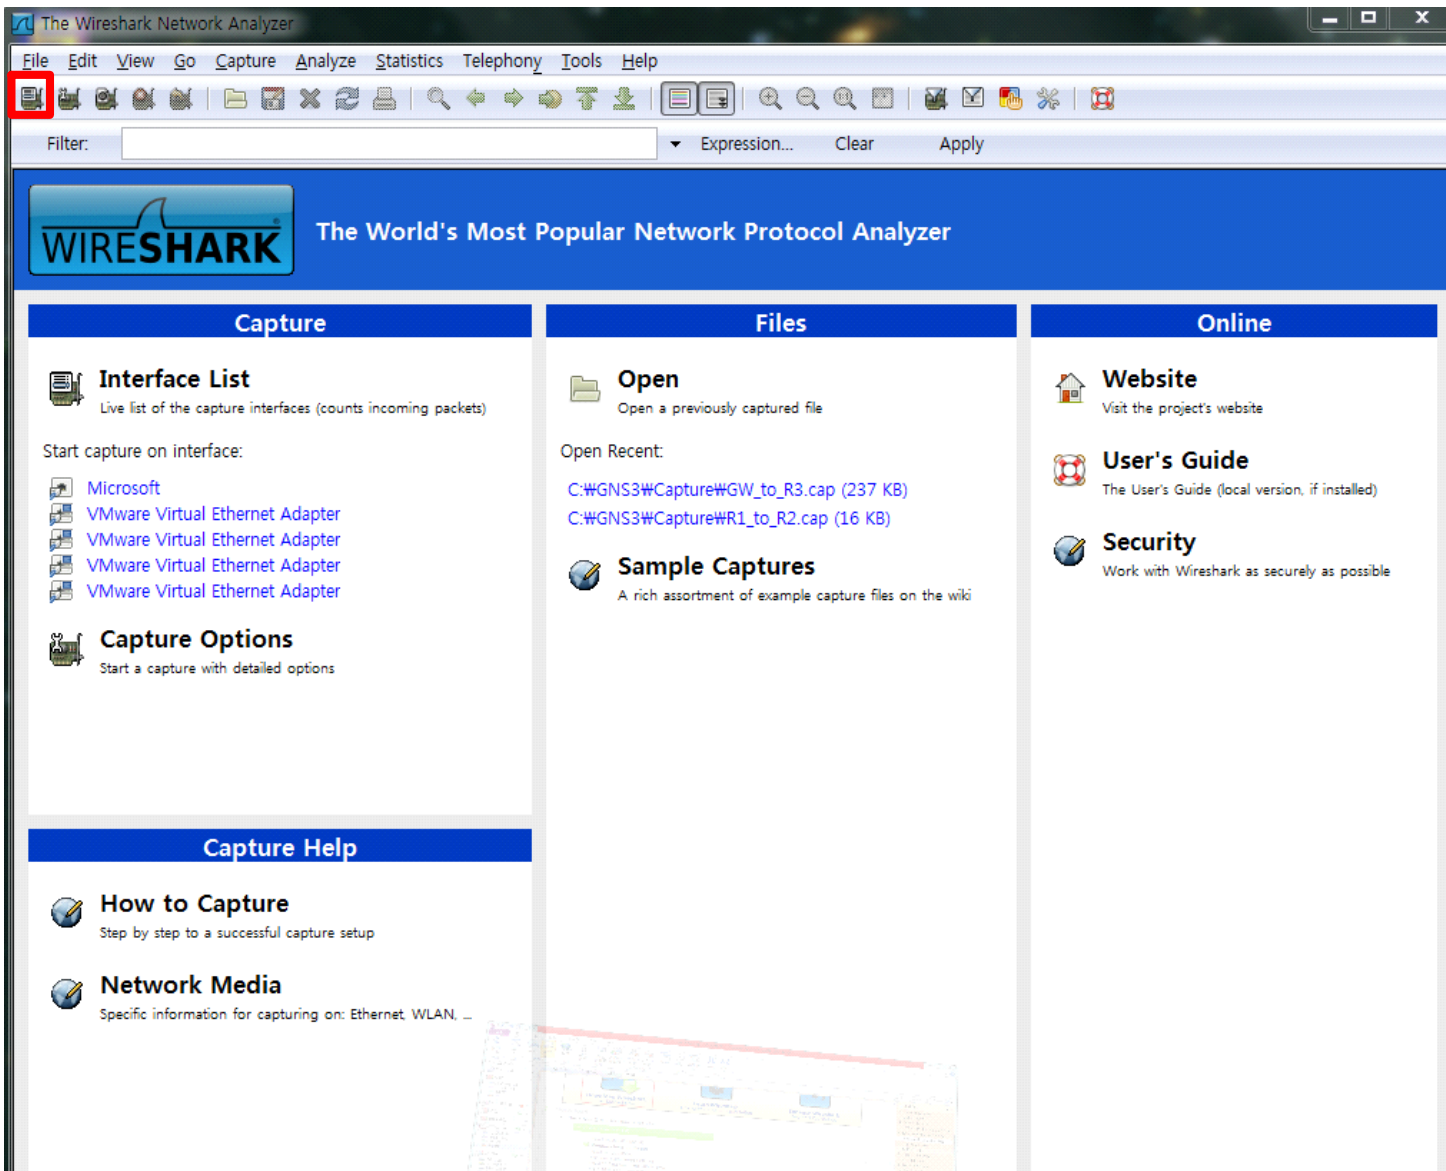 The Wireshark Network Analyzer
File Edit View Go Capture Analyze Statistics Telephony Tools Help
Filter: Expression... Clear Apply
WIRESHARK
The World's Most Popular Network Protocol Analyzer
Capture
Interface List
Live list of the capture interfaces (counts incoming packets)
Start capture on interface:
Microsoft
VMware Virtual Ethernet Adapter
VMware Virtual Ethernet Adapter
VMware Virtual Ethernet Adapter
VMware Virtual Ethernet Adapter
Capture Options
Start a capture with detailed options
Capture Help
How to Capture
Step by step to a successful capture setup
Network Media
Specific information for capturing on: Ethernet, WLAN, ...
Files
Open
Open a previously captured file
Open Recent:
C:₩GNS3₩Capture₩GW_to_R3.cap (237 KB)
C:₩GNS3₩Capture₩R1_to_R2.cap (16 KB)
Sample Captures
A rich assortment of example capture files on the wiki
Online
Website
Visit the project's website
User's Guide
The User's Guide (local version, if installed)
Security
Work with Wireshark as securely as possible